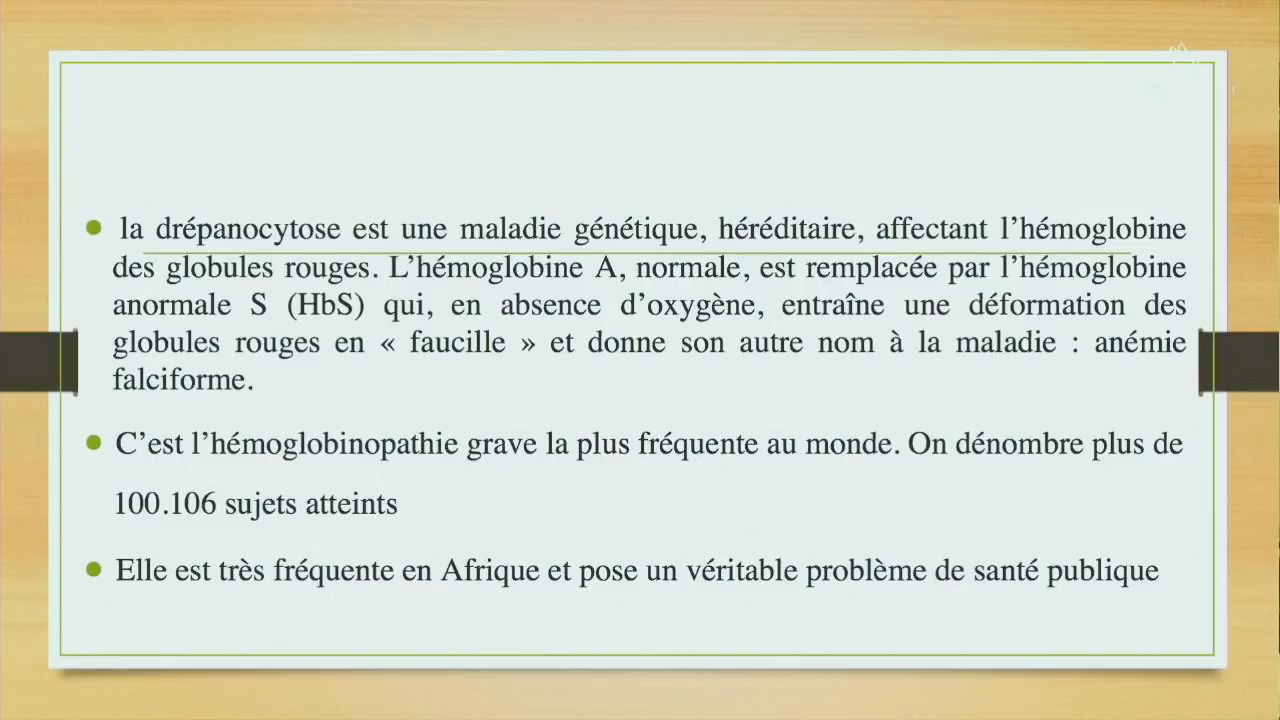 la drépanocytose est une maladie génétique, héréditaire, affectant l’hémoglobine
des globules rouges. L’hémoglobine A, normale, est remplacée par l’hémoglobine
anormale S (HbS) qui, en absence d’oxygène, entraîne une déformation des
globules rouges en « faucille » et donne son autre nom à la maladie : anémie
falciforme.
C’est l’hémoglobinopathie grave la plus fréquente au monde. On dénombre plus de
100.106 sujets atteints
Elle est très fréquente en Afrique et pose un véritable problème de santé publique